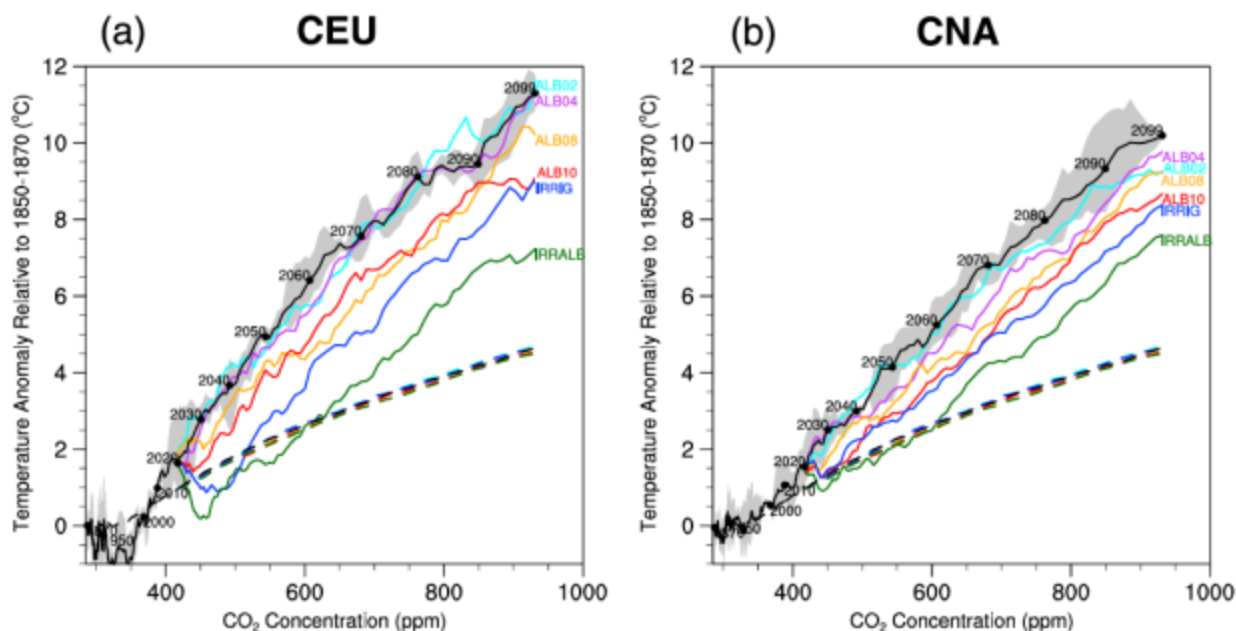 (a) CEU
Temperature Anomaly Relative to 1850-1870 (°C)
12
10
8
6
4
2
0
2099
ALB02
ALB04
ALB08
2090
2080
ALB10
IRRIG
2070
IRRALB
2060
2050
2040
2030
2020
2010
2000
400 600 800 1000
CO2 Concentration (ppm)
(b) CNA
Temperature Anomaly Relative to 1850-1870 (°C)
12
10
8
6
4
2
0
2099
ALB04
2090
ALB02
ALB08
ALB10
2080
IRRIG
IRRALB
2070
2060
2050
2040
2030
2020
2010
2000
400 600 800 1000
CO2 Concentration (ppm)